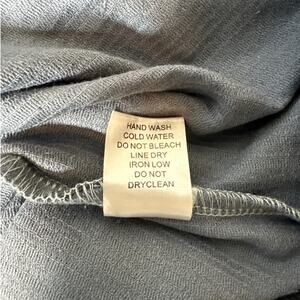 HAND WASH
COLD WATER
DO NOT BLEACH
LINE DRY
IRON LOW
DO NOT
DRYCLEAN